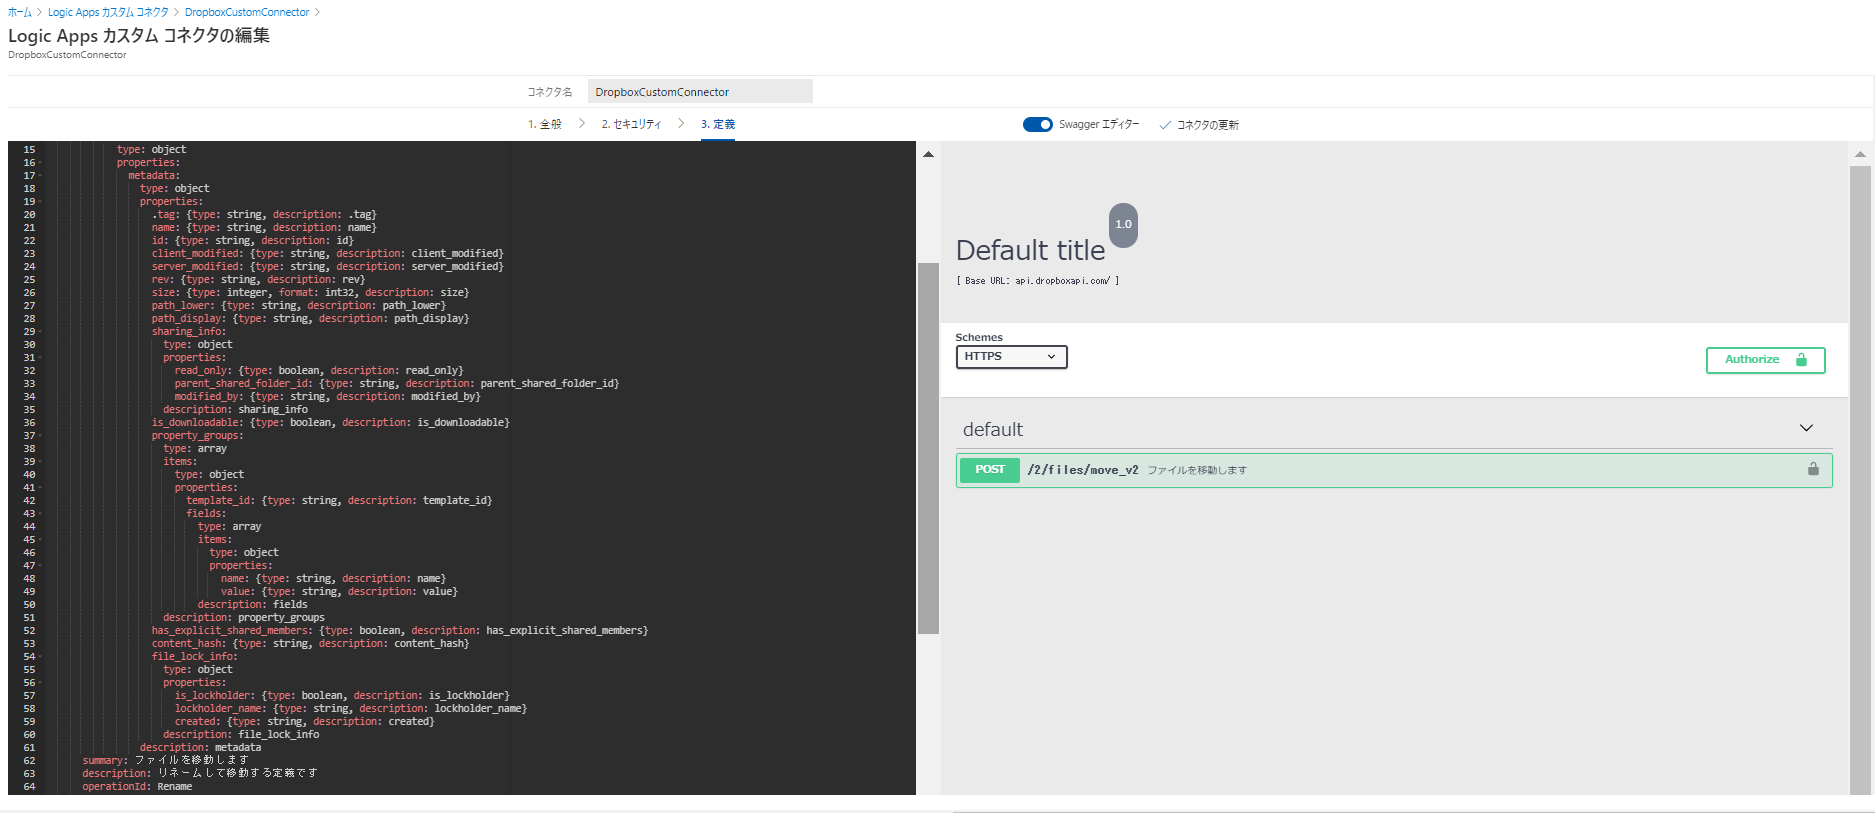 ホーム > Logic Apps カスタム コネクタ > DropboxCustomConnector >
Logic Apps カスタム コネクタの編集
DropboxCustomConnector
コネクタ名 DropboxCustomConnector
1. 全般 > 2. セキュリティ > 3. 定義
Swagger エディター コネクタの更新
15 type: object
16 properties:
17 metadata:
18 type: object
19 properties:
20 .tag: {type: string, description: .tag}
21 name: {type: string, description: name}
22 id: {type: string, description: id}
23 client_modified: {type: string, description: client_modified}
24 server_modified: {type: string, description: server_modified}
25 rev: {type: string, description: rev}
26 size: {type: integer, format: int32, description: size}
27 path_lower: {type: string, description: path_lower}
28 path_display: {type: string, description: path_display}
29 sharing_info:
30 type: object
31 properties:
32 read_only: {type: boolean, description: read_only}
33 parent_shared_folder_id: {type: string, description: parent_shared_folder_id}
34 modified_by: {type: string, description: modified_by}
35 description: sharing_info
36 is_downloadable: {type: boolean, description: is_downloadable}
37 property_groups:
38 type: array
39 items:
40 type: object
41 properties:
42 template_id: {type: string, description: template_id}
43 fields:
44 type: array
45 items:
46 type: object
47 properties:
48 name: {type: string, description: name}
49 value: {type: string, description: value}
50 description: fields
51 description: property_groups
52 has_explicit_shared_members: {type: boolean, description: has_explicit_shared_members}
53 content_hash: {type: string, description: content_hash}
54 file_lock_info:
55 type: object
56 properties:
57 is_lockholder: {type: boolean, description: is_lockholder}
58 lockholder_name: {type: string, description: lockholder_name}
59 created: {type: string, description: created}
60 description: file_lock_info
61 description: metadata
62 summary: ファイルを移動します
63 description: リネームして移動する定義です
64 operationId: Rename
Default title 1.0
[ Base URL: api.dropboxapi.com/ ]
Schemes
HTTPS
Authorize
default
POST /2/files/move_v2 ファイルを移動します